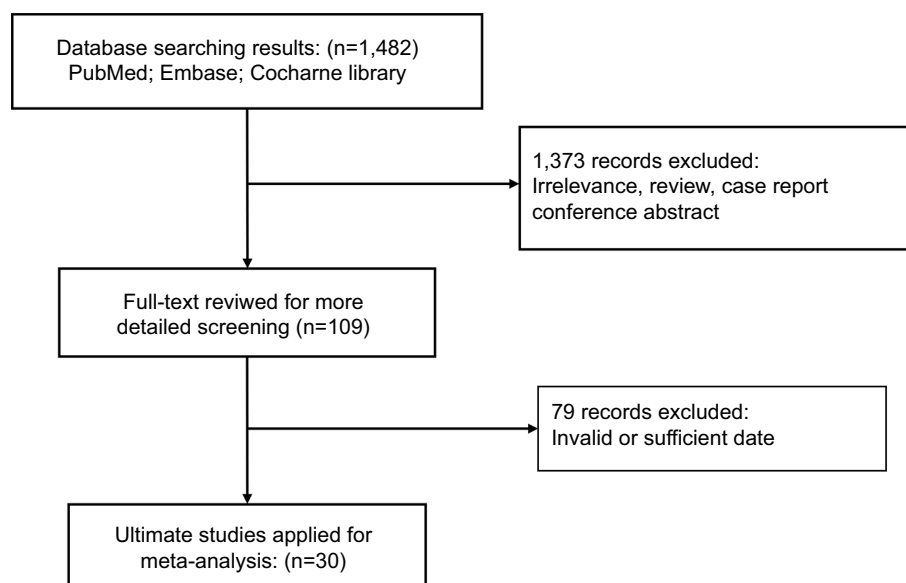 Database searching results: (n=1,482)
PubMed; Embase; Cocharne library
1,373 records excluded:
Irrelevance, review, case report
conference abstract
Full-text reviwed for more
detailed screening (n=109)
79 records excluded:
Invalid or sufficient date
Ultimate studies applied for
meta-analysis: (n=30)